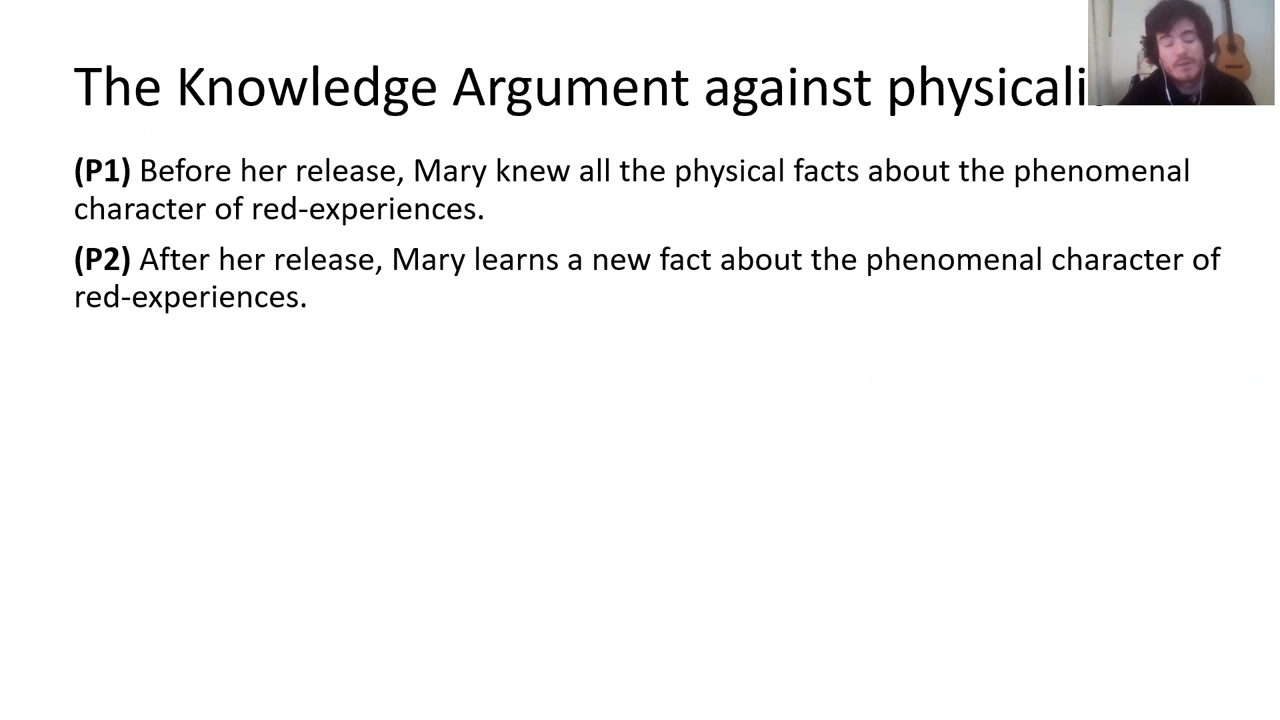 The Knowledge Argument against
(P1) Before her release, Mary knew all the physical facts about the phenomenal
character of red-experiences.
(P2) After her release, Mary learns a new fact about the phenomenal character of
red-experiences.